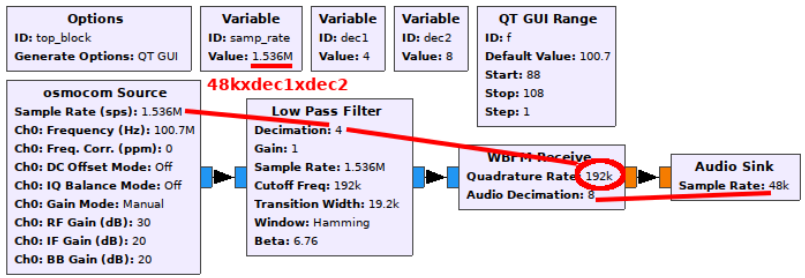 Options
ID: top_block
Generate Options: QT GUI
Variable
ID: samp_rate
Value: 1.536M
Variable
ID: dec1
Value: 4
Variable
ID: dec2
Value: 8
QT GUI Range
ID: f
Default Value: 100.7
Start: 88
Stop: 108
Step: 1
48kxdec1xdec2
osmocom Source
Sample Rate (sps): 1.536M
Ch0: Frequency (Hz): 100.7M
Ch0: Freq. Corr. (ppm): 0
Ch0: DC Offset Mode: Off
Ch0: IQ Balance Mode: Off
Ch0: Gain Mode: Manual
Ch0: RF Gain (dB): 30
Ch0: IF Gain (dB): 20
Ch0: BB Gain (dB): 20
Low Pass Filter
Decimation: 4
Gain: 1
Sample Rate: 1.536M
Cutoff Freq: 192k
Transition Width: 19.2k
Window: Hamming
Beta: 6.76
WBFM Receive
Quadrature Rate: 192k
Audio Decimation: 8
Audio Sink
Sample Rate: 48k